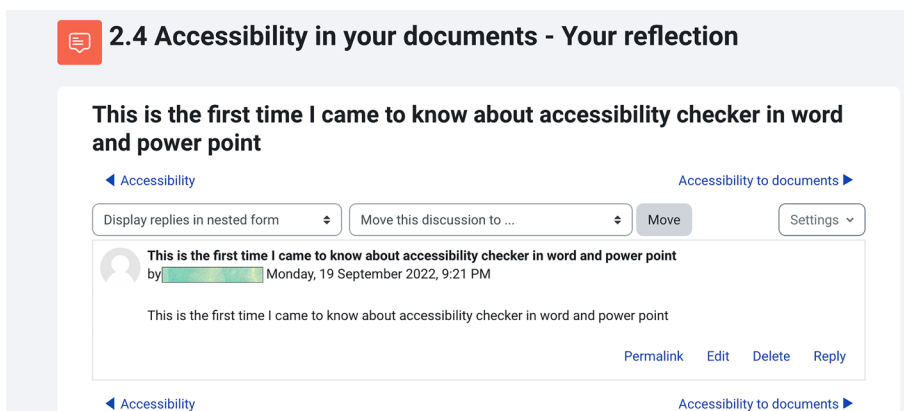 2.4 Accessibility in your documents - Your reflection
This is the first time I came to know about accessibility checker in word
and power point
Accessibility
Accessibility to documents
Display replies in nested form
Move this discussion to ...
Move
Settings
This is the first time I came to know about accessibility checker in word and power point
by Monday, 19 September 2022, 9:21 PM
This is the first time I came to know about accessibility checker in word and power point
Permalink Edit Delete Reply
Accessibility
Accessibility to documents